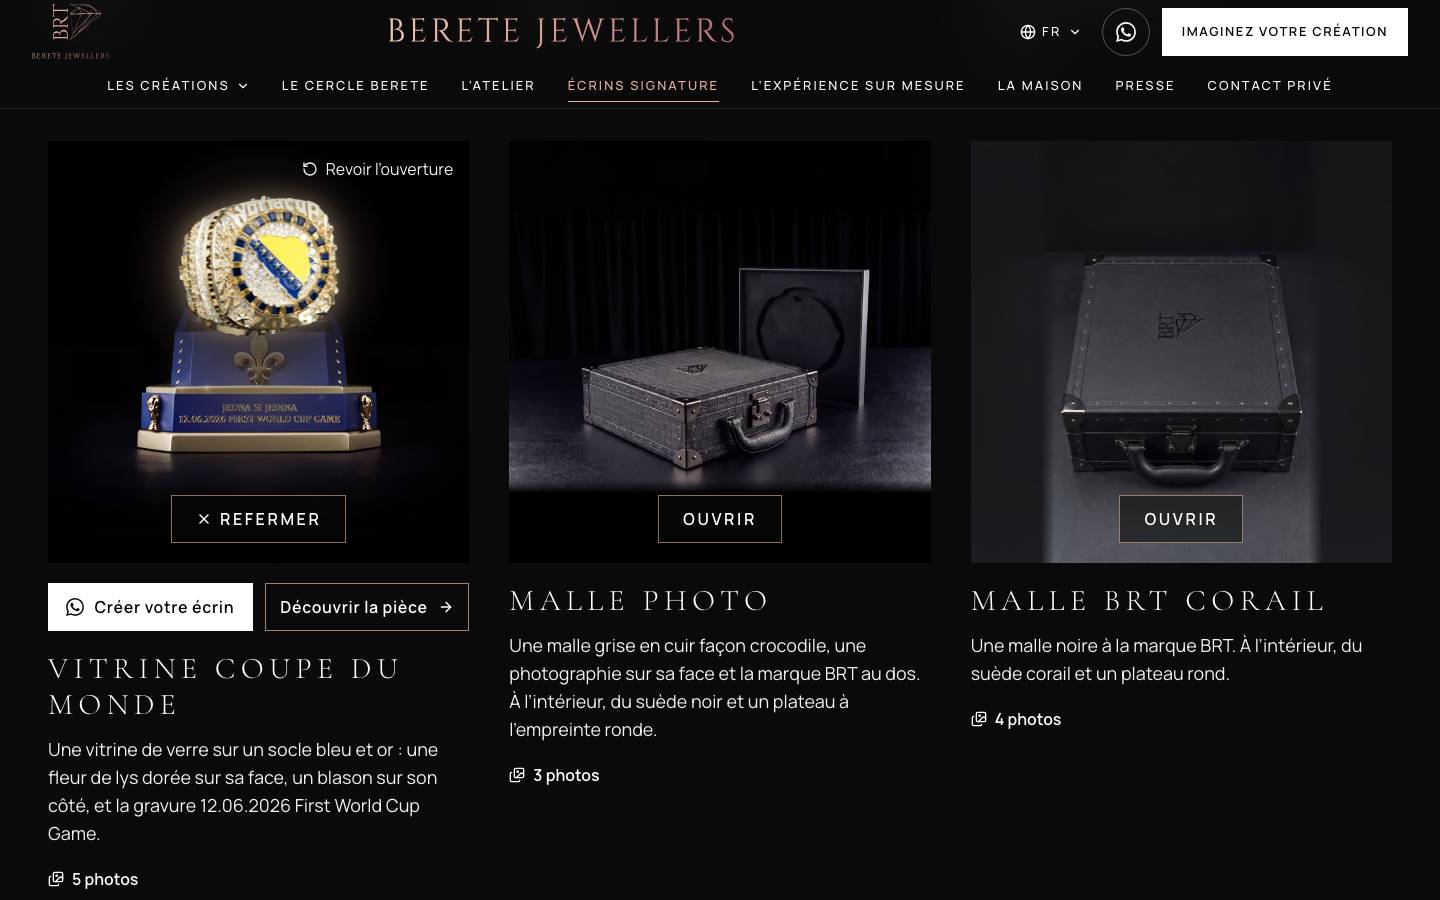 BRT
BERETE JEWELLERS
BERETE JEWELLERS
FR
IMAGINEZ VOTRE CRÉATION
LES CRÉATIONS
LE CERCLE BERETE
L'ATELIER
ÉCRINS SIGNATURE
L'EXPÉRIENCE SUR MESURE
LA MAISON
PRESSE
CONTACT PRIVÉ
Revoir l'ouverture
JEDNA SI JEDINA
12.06.2026 FIRST WORLD CUP GAME
REFERMER
Créer votre écrin
Découvrir la pièce
VITRINE COUPE DU
MONDE
Une vitrine de verre sur un socle bleu et or : une
fleur de lys dorée sur sa face, un blason sur son
côté, et la gravure 12.06.2026 First World Cup
Game.
5 photos
OUVRIR
MALLE PHOTO
Une malle grise en cuir façon crocodile, une
photographie sur sa face et la marque BRT au dos.
À l'intérieur, du suède noir et un plateau à
l'empreinte ronde.
3 photos
BRT
OUVRIR
MALLE BRT CORAIL
Une malle noire à la marque BRT. À l'intérieur, du
suède corail et un plateau rond.
4 photos